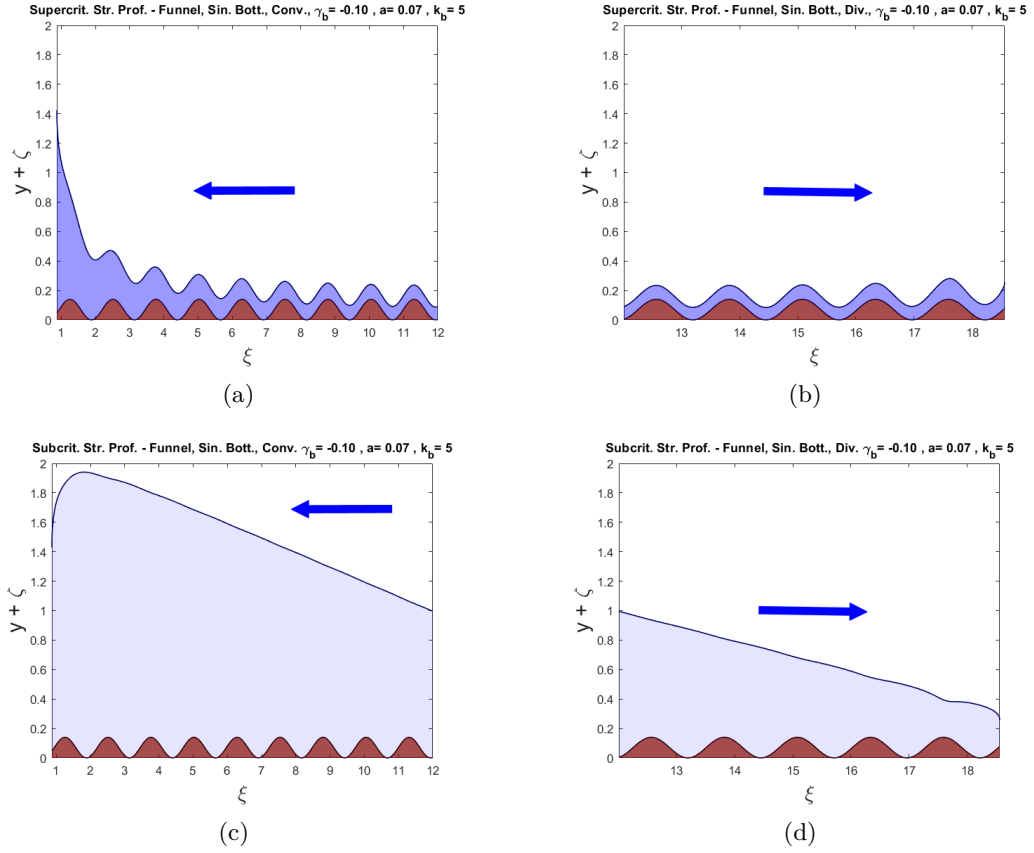 Supercrit. Str. Prof. - Funnel, Sin. Bott., Conv., γ_b= -0.10 , a= 0.07 , k_b= 5
2
1.8
1.6
1.4
1.2
1
0.8
0.6
0.4
0.2
0
y + ζ
1 2 3 4 5 6 7 8 9 10 11 12
ξ
(a)
Supercrit. Str. Prof. - Funnel, Sin. Bott., Div., γ_b= -0.10 , a= 0.07 , k_b= 5
2
1.8
1.6
1.4
1.2
1
0.8
0.6
0.4
0.2
0
y + ζ
13 14 15 16 17 18
ξ
(b)
Subcrit. Str. Prof. - Funnel, Sin. Bott., Conv. γ_b= -0.10 , a= 0.07 , k_b= 5
2
1.8
1.6
1.4
1.2
1
0.8
0.6
0.4
0.2
0
y + ζ
1 2 3 4 5 6 7 8 9 10 11 12
ξ
(c)
Subcrit. Str. Prof. - Funnel, Sin. Bott., Div. γ_b= -0.10 , a= 0.07 , k_b= 5
2
1.8
1.6
1.4
1.2
1
0.8
0.6
0.4
0.2
0
y + ζ
13 14 15 16 17 18
ξ
(d)